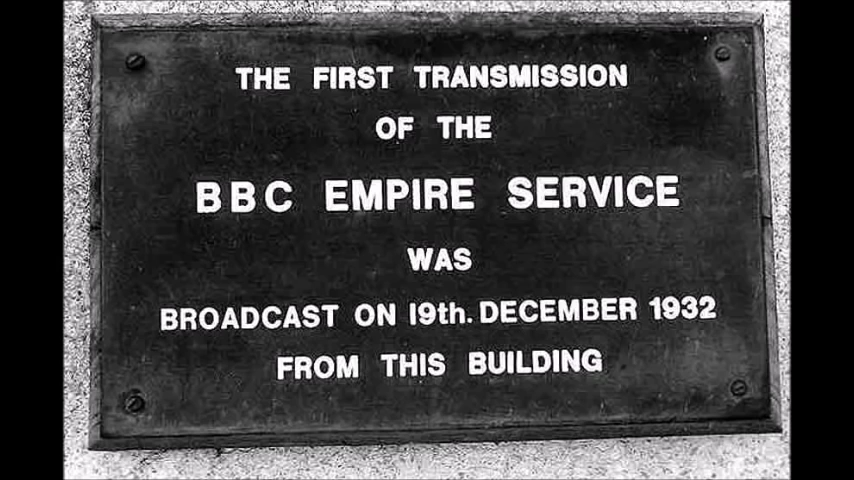 THE FIRST TRANSMISSION
OF THE
BBC EMPIRE SERVICE
WAS
BROADCAST ON 19th. DECEMBER 1932
FROM THIS BUILDING